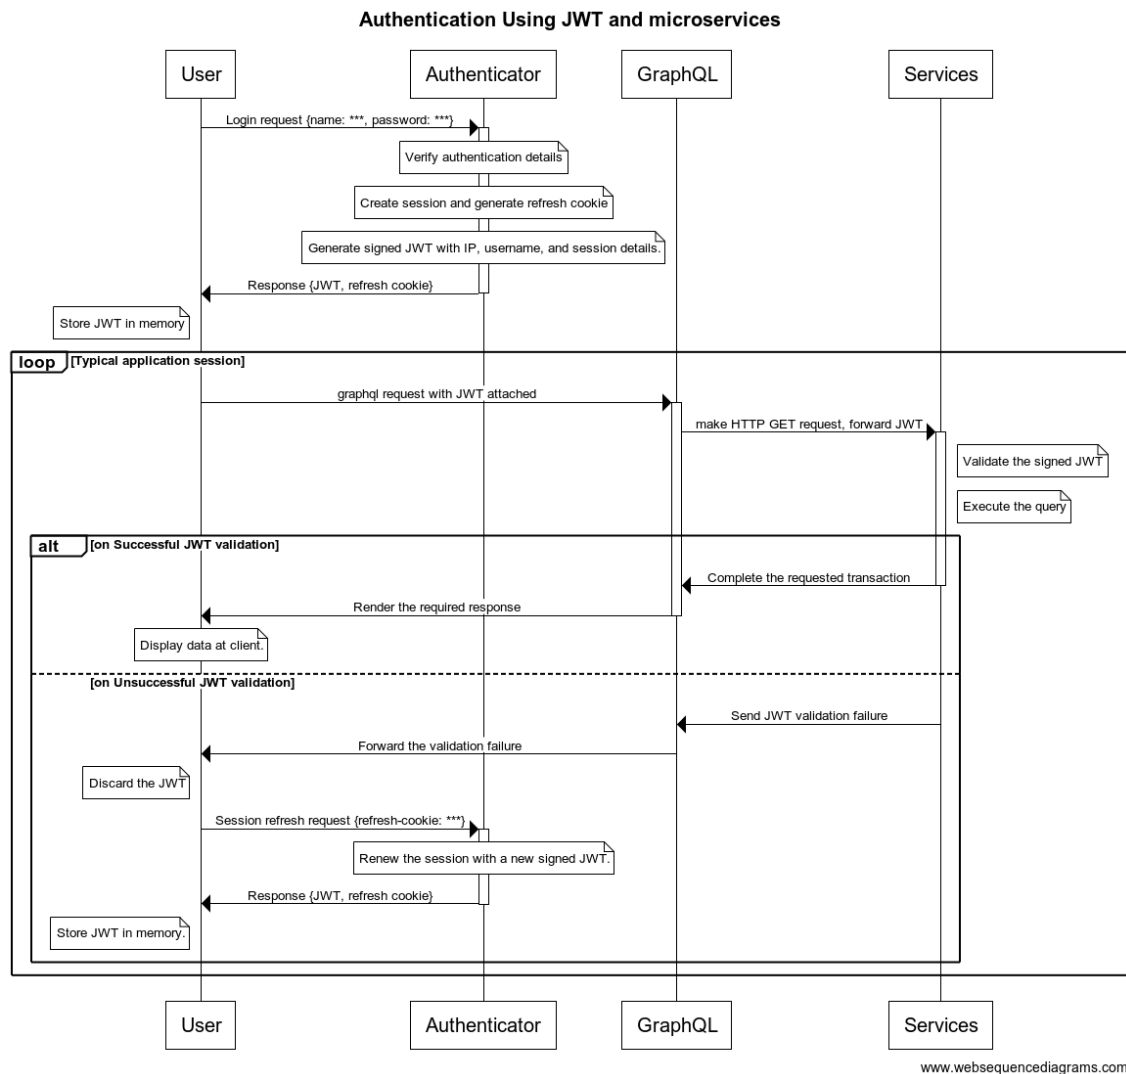 Authentication Using JWT and microservices
User
Authenticator
GraphQL
Services
Login request {name: ***, password: ***}
Verify authentication details
Create session and generate refresh cookie
Generate signed JWT with IP, username, and session details.
Response {JWT, refresh cookie}
Store JWT in memory
loop
[Typical application session]
graphql request with JWT attached
make HTTP GET request, forward JWT
Validate the signed JWT
Execute the query
alt
[on Successful JWT validation]
Complete the requested transaction
Render the required response
Display data at client.
[on Unsuccessful JWT validation]
Send JWT validation failure
Forward the validation failure
Discard the JWT
Session refresh request {refresh-cookie: ***}
Renew the session with a new signed JWT.
Response {JWT, refresh cookie}
Store JWT in memory.
User
Authenticator
GraphQL
Services
www.websequencediagrams.com